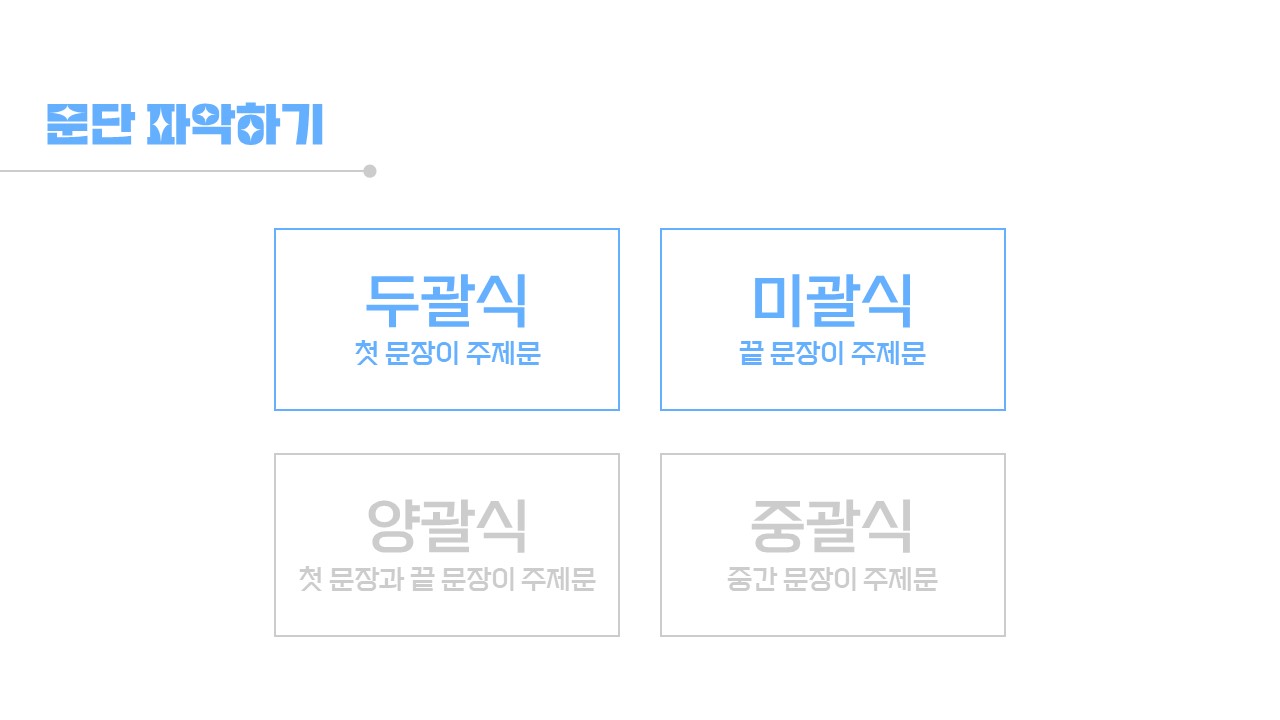 문단 파악하기
두괄식
첫 문장이 주제문
미괄식
끝 문장이 주제문
양괄식
첫 문장과 끝 문장이 주제문
중괄식
중간 문장이 주제문